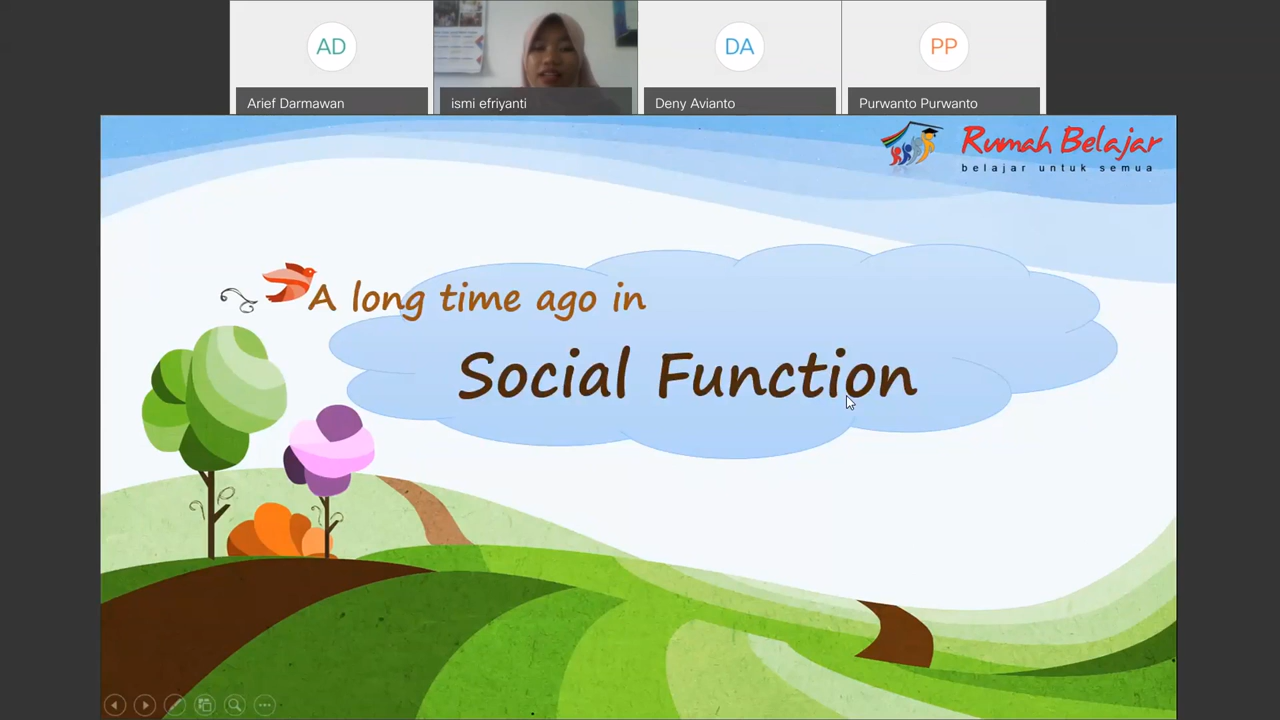 AD
DA
PP
Arief Darmawan
ismi efriyanti
Deny Avianto
Purwanto Purwanto
Rumah Belajar
belajar untuk semua
A long time ago in
Social Function